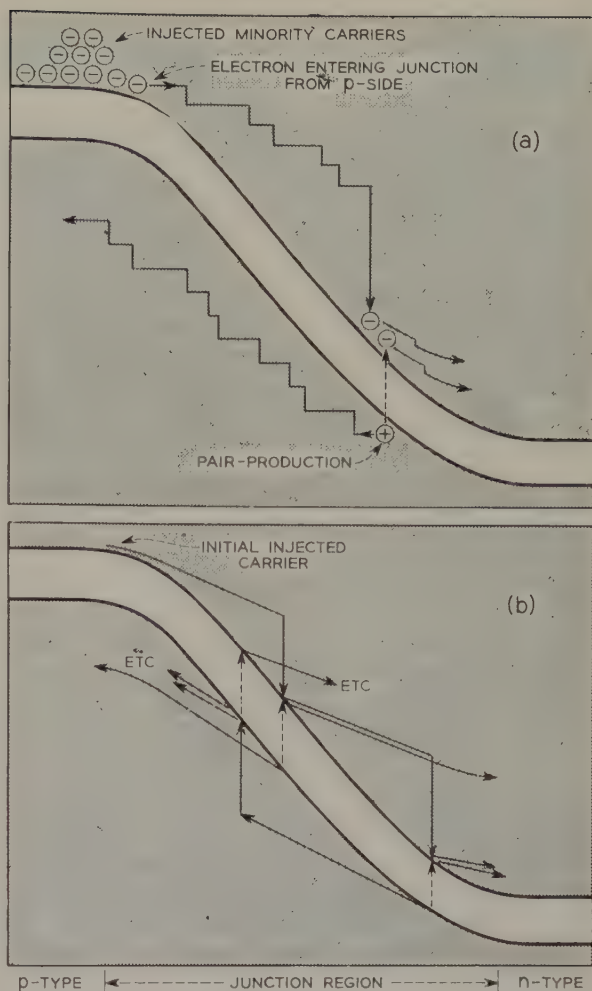 INJECTED MINORITY CARRIERS
ELECTRON ENTERING JUNCTION
FROM p-SIDE
(a)
PAIR-PRODUCTION
INITIAL INJECTED
CARRIER
(b)
ETC
ETC
p-TYPE
JUNCTION REGION
n-TYPE